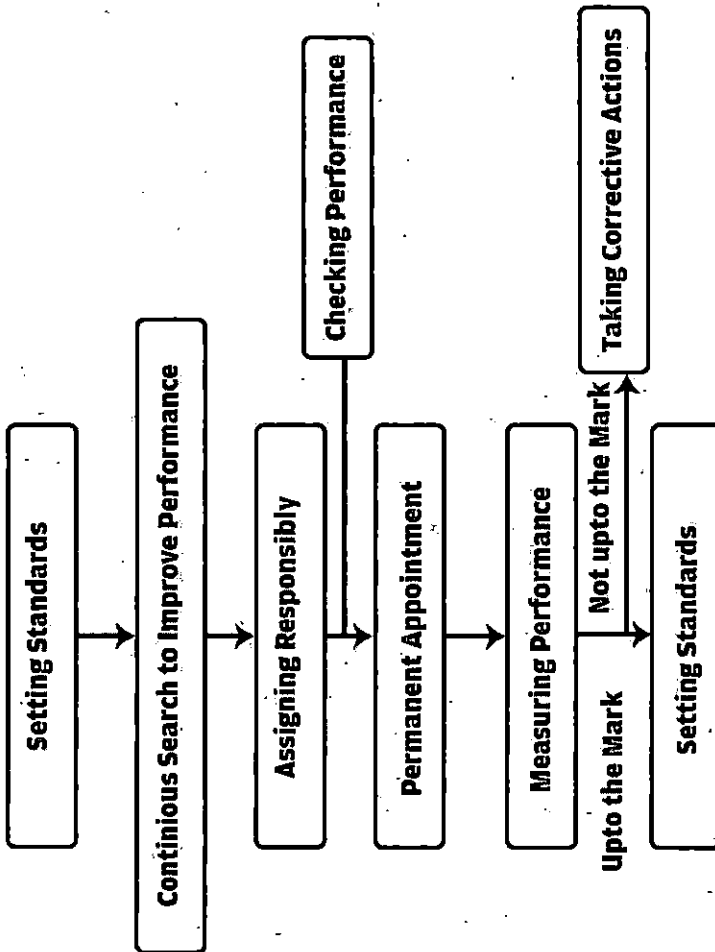 Setting Standards
Continious Search to Improve Performance
Assigning Responsibly
Checking Performance
Permanent Appointment
Measuring Performance
Upto the Mark
Not upto the Mark
Taking Corrective Actions
Setting Standards